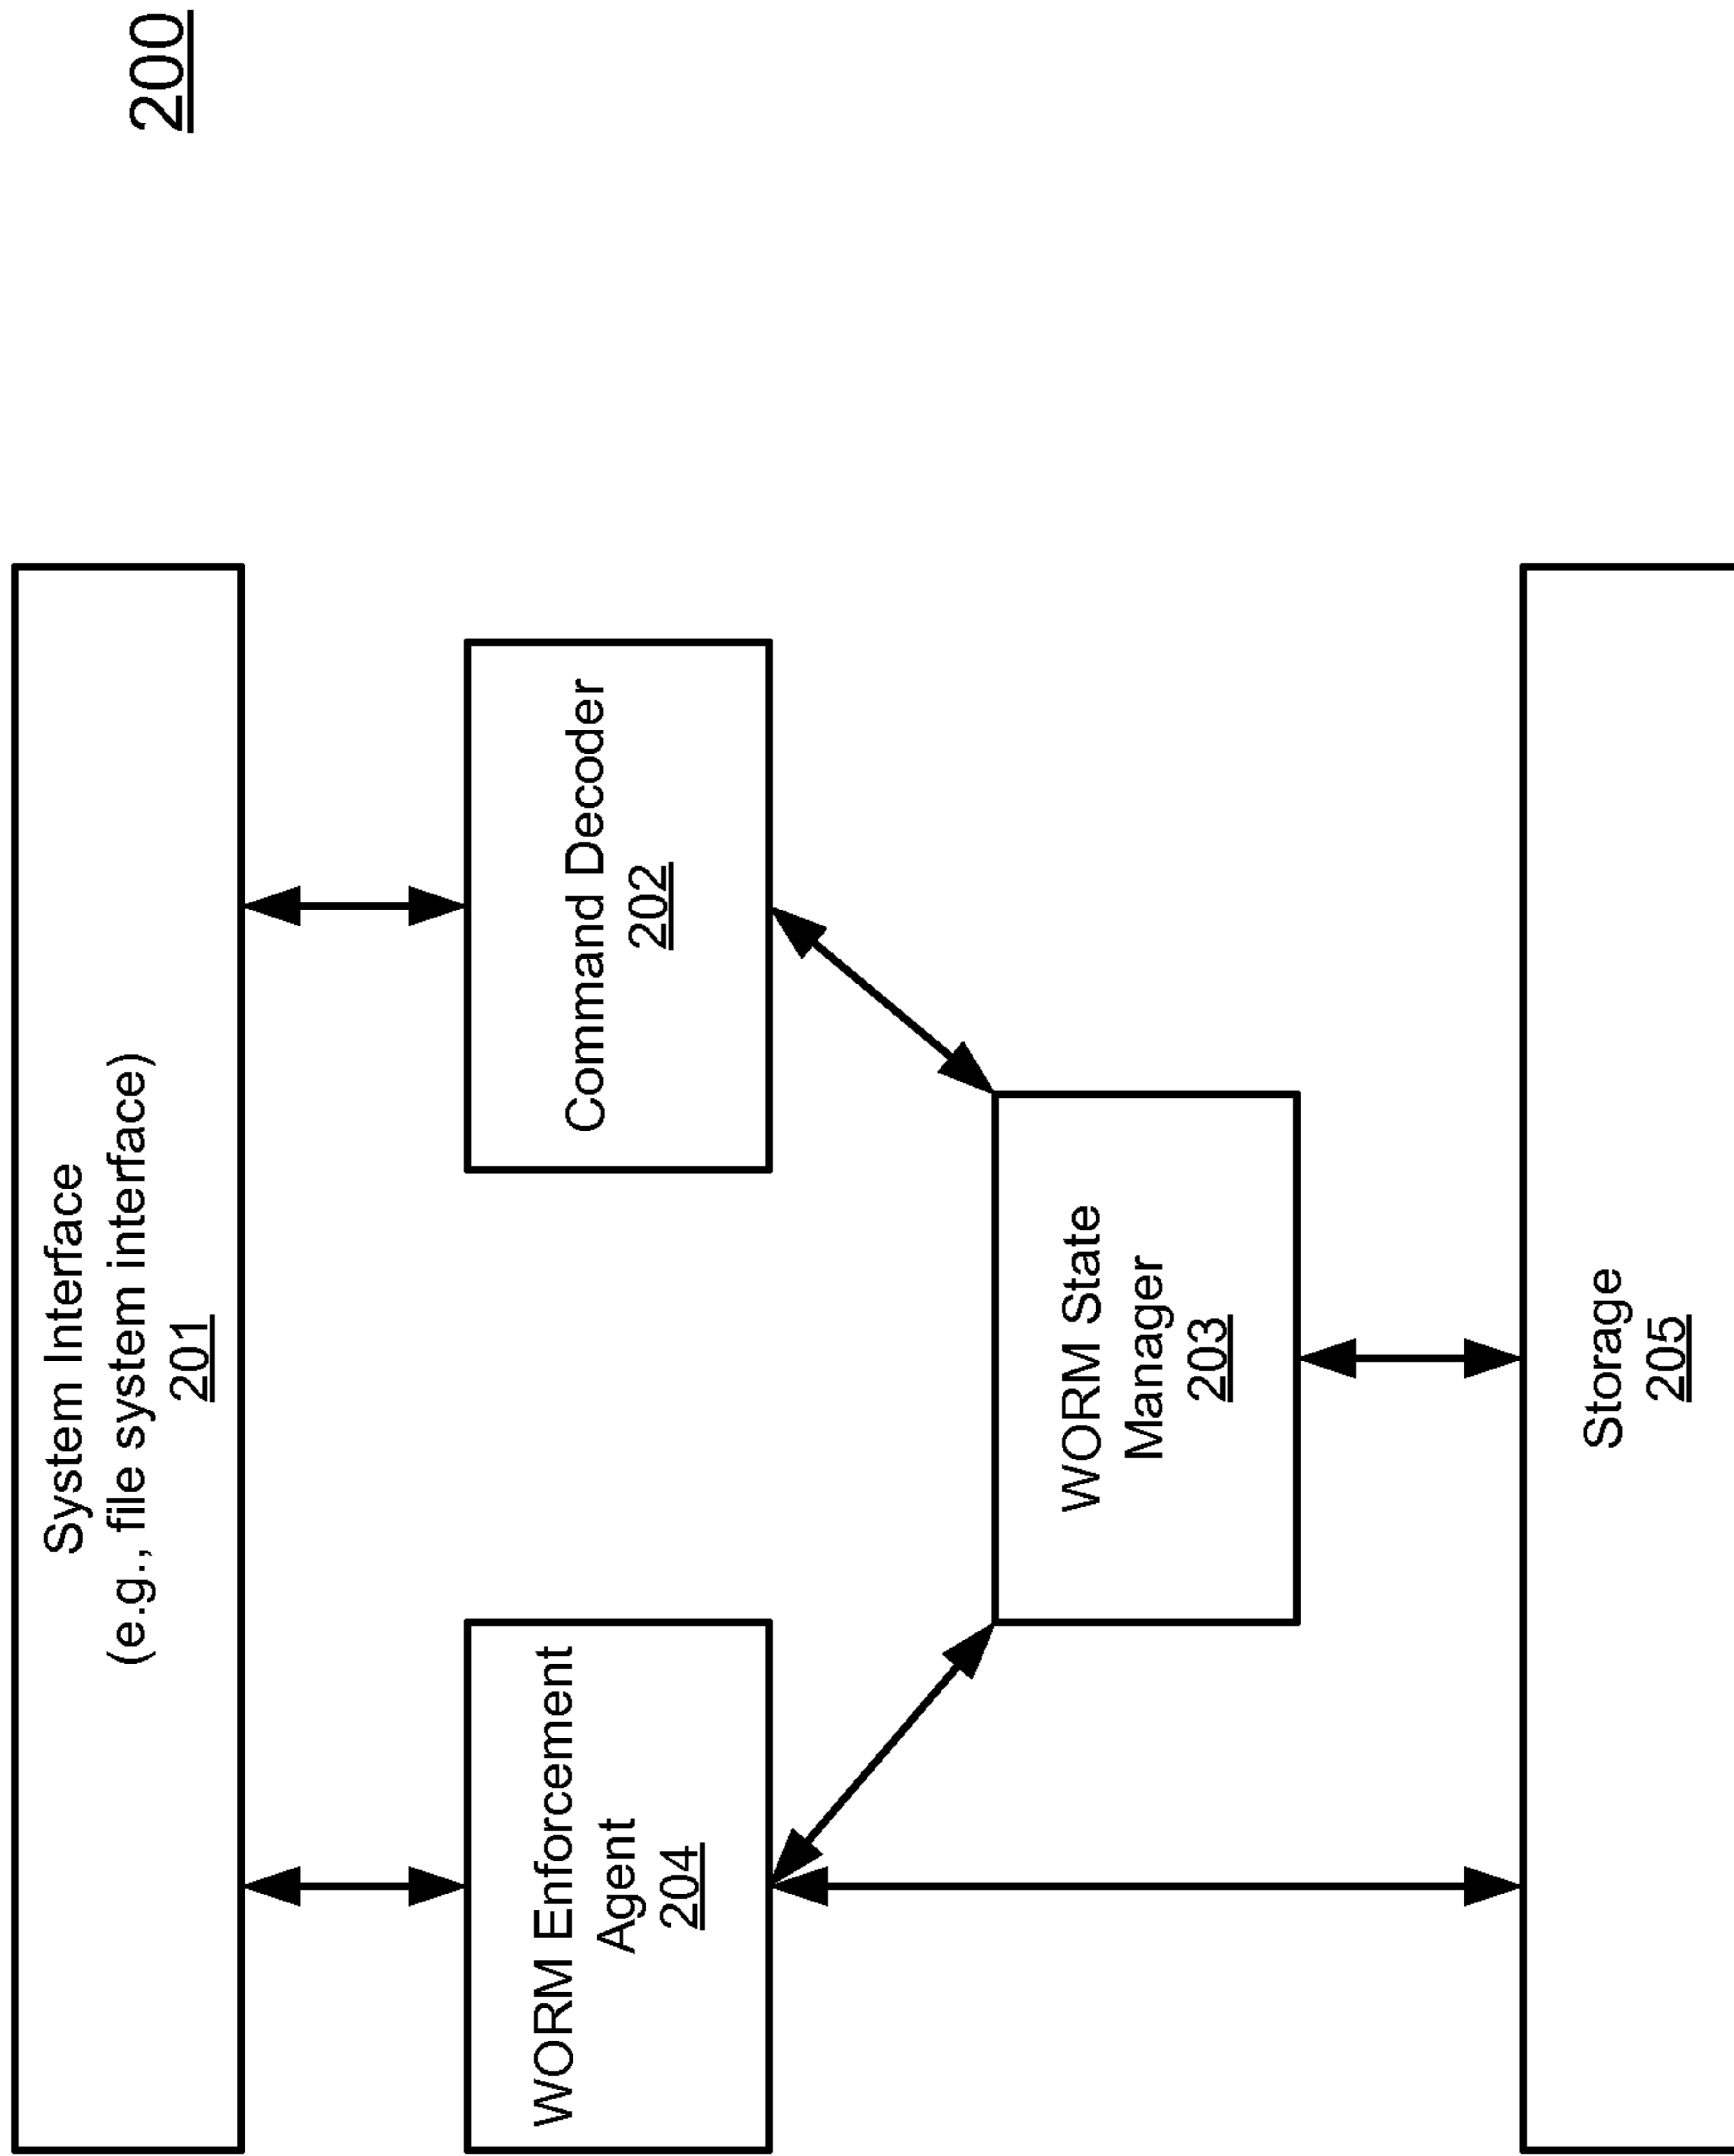 200
System Interface
(e.g., file system interface)
201
WORM Enforcement
Agent
204
Command Decoder
202
WORM State
Manager
203
Storage
205